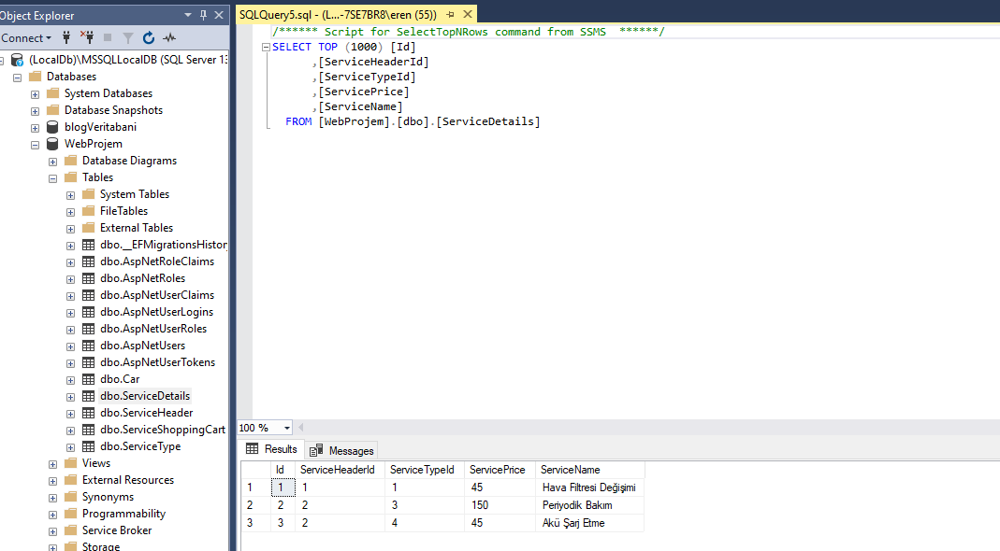 Object Explorer
Connect
(LocalDb)\MSSQLLocalDB (SQL Server 13
Databases
System Databases
Database Snapshots
blogVeritabani
WebProjem
Database Diagrams
Tables
System Tables
FileTables
External Tables
dbo.__EFMigrationsHistor
dbo.AspNetRoleClaims
dbo.AspNetRoles
dbo.AspNetUserClaims
dbo.AspNetUserLogins
dbo.AspNetUserRoles
dbo.AspNetUsers
dbo.AspNetUserTokens
dbo.Car
dbo.ServiceDetails
dbo.ServiceHeader
dbo.ServiceShoppingCart
dbo.ServiceType
Views
External Resources
Synonyms
Programmability
Service Broker
Storage
SQLQuery5.sql - (L...-7SE7BR8\eren (55))
/****** Script for SelectTopNRows command from SSMS  ******/
SELECT TOP (1000) [Id]
,[ServiceHeaderId]
,[ServiceTypeId]
,[ServicePrice]
,[ServiceName]
FROM [WebProjem].[dbo].[ServiceDetails]
100 %
Results Messages
Id ServiceHeaderId ServiceTypeId ServicePrice ServiceName
1 1 1 1 45 Hava Filtresi Değişimi
2 2 2 3 150 Periyodik Bakım
3 3 2 4 45 Akü Şarj Etme